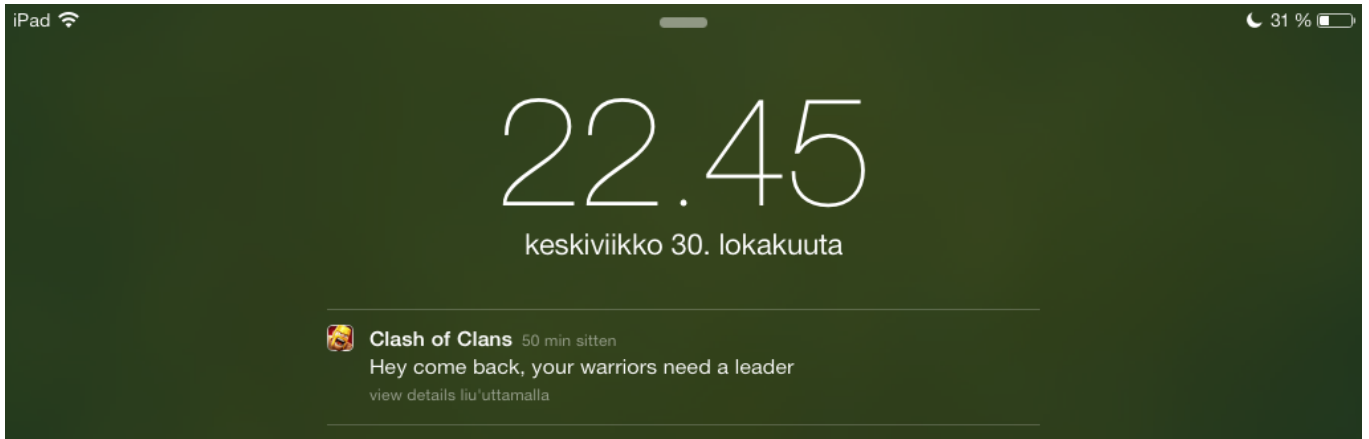 iPad 31 %
22.45
keskiviikko 30. lokakuuta
Clash of Clans 50 min sitten
Hey come back, your warriors need a leader
view details liu'uttamalla